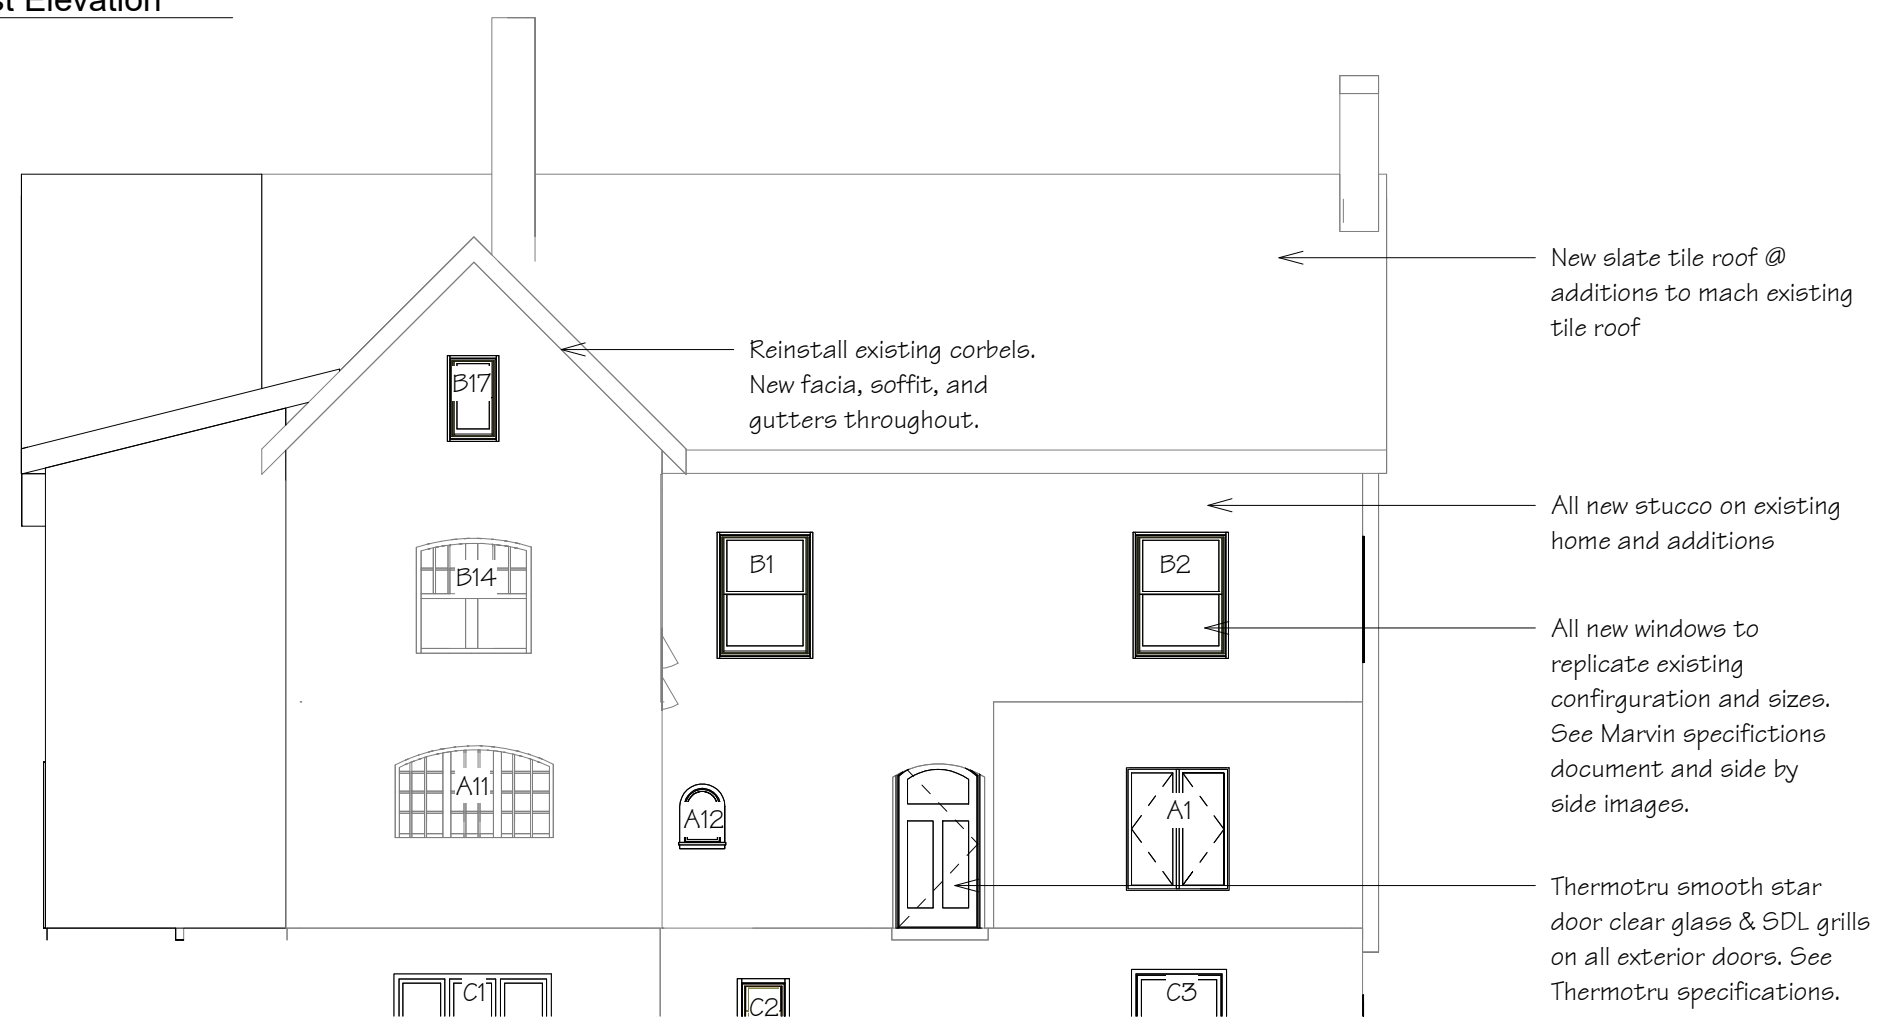 Elevation
New slate tile roof @
additions to mach existing
tile roof
Reinstall existing corbels.
New facia, soffit, and
gutters throughout.
B17
All new stucco on existing
home and additions
B14
B1
B2
All new windows to
replicate existing
confirguration and sizes.
See Marvin specifictions
document and side by
side images.
A11
A12
A1
Thermotru smooth star
door clear glass & SDL grills
on all exterior doors. See
Thermotru specifications.
C1
C2
C3